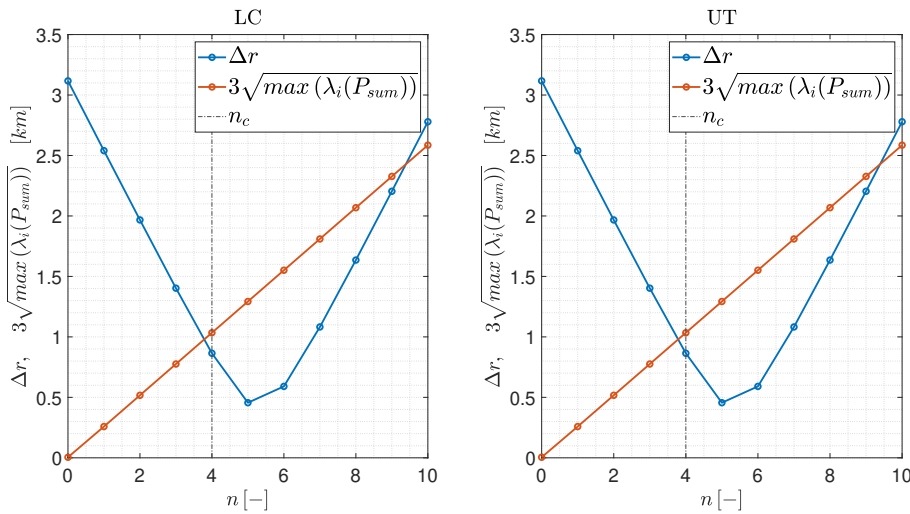 LC
3.5
3
2.5
2
1.5
1
0.5
0
0 2 4 6 8 10
n [−]
Δr, 3√max (λi(Psum)) [km]
Δr
3√max (λi(Psum))
nc
UT
3.5
3
2.5
2
1.5
1
0.5
0
0 2 4 6 8 10
n [−]
Δr, 3√max (λi(Psum)) [km]
Δr
3√max (λi(Psum))
nc